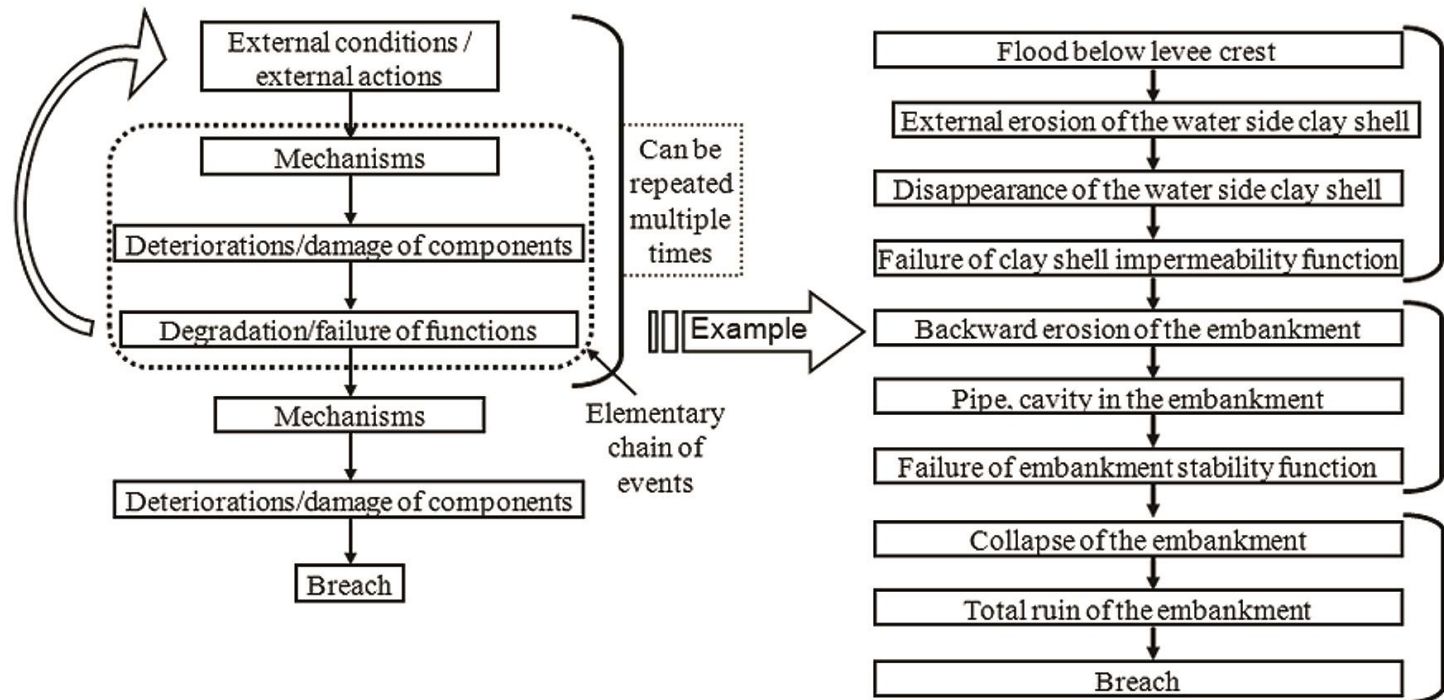 External conditions /
external actions
Mechanisms
Deteriorations/damage of components
Degradation/failure of functions
Mechanisms
Deteriorations/damage of components
Breach
Can be
repeated
multiple
times
Elementary
chain of
events
Example
Flood below levee crest
External erosion of the water side clay shell
Disappearance of the water side clay shell
Failure of clay shell impermeability function
Backward erosion of the embankment
Pipe, cavity in the embankment
Failure of embankment stability function
Collapse of the embankment
Total ruin of the embankment
Breach